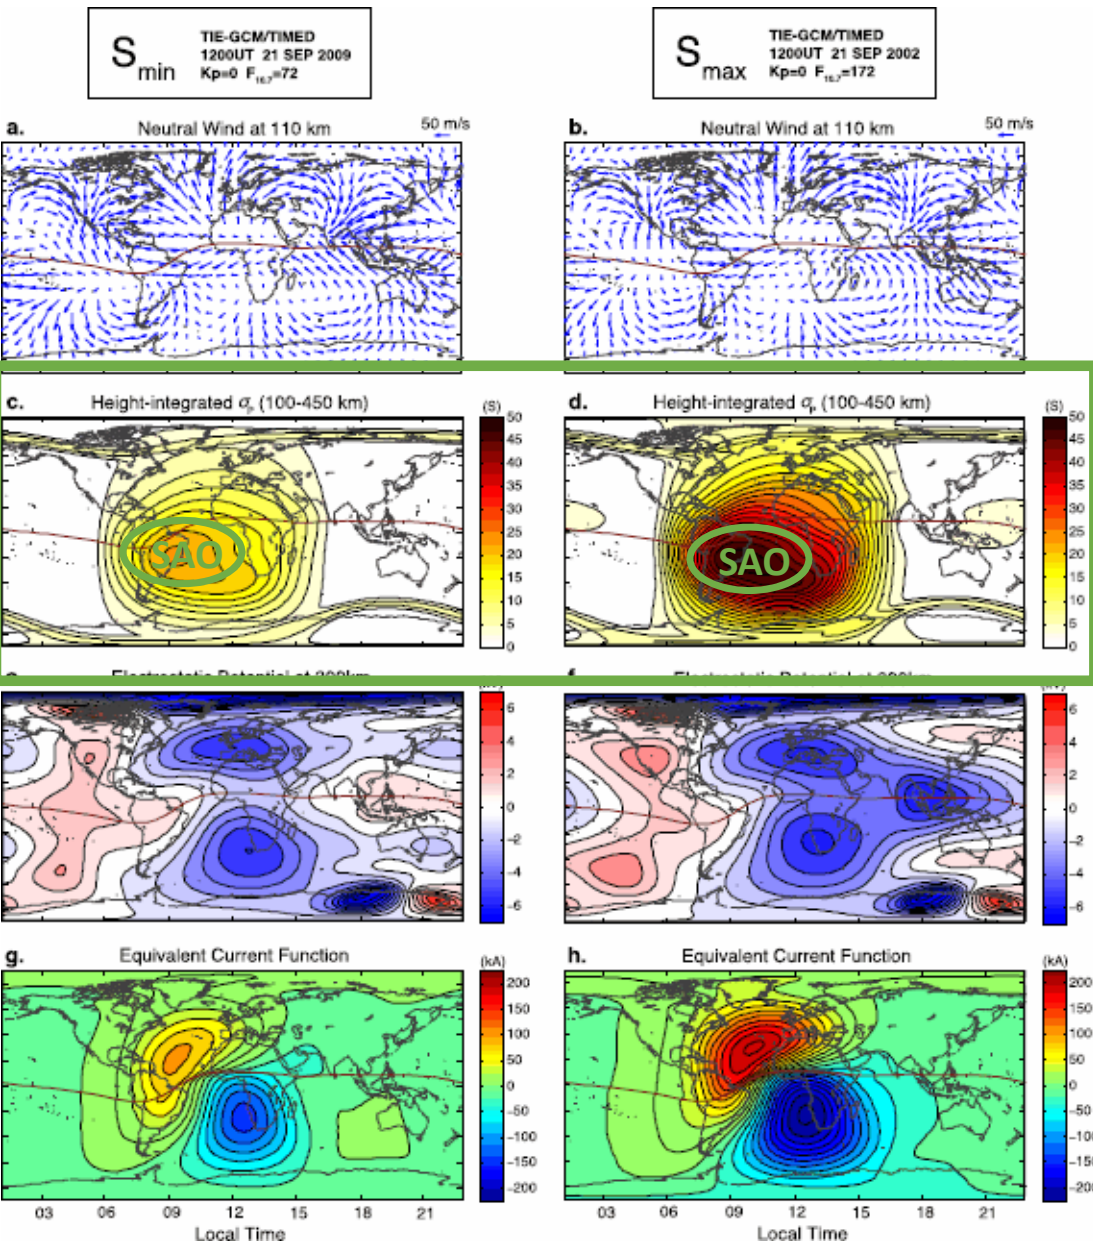 S min
TIE-GCM/TIMED
1200UT 21 SEP 2009
Kp=0 F10.7=72
S max
TIE-GCM/TIMED
1200UT 21 SEP 2002
Kp=0 F10.7=172
a. Neutral Wind at 110 km 50 m/s
b. Neutral Wind at 110 km 50 m/s
c. Height-integrated σP (100-450 km) (S)
50
45
40
35
30
25
20
15
10
5
0
SAO
d. Height-integrated σP (100-450 km) (S)
50
45
40
35
30
25
20
15
10
5
0
SAO
6
4
2
0
−2
−4
−6
6
4
2
0
−2
−4
−6
g. Equivalent Current Function (kA)
200
150
100
50
0
−50
−100
−150
−200
03 06 09 12 15 18 21
Local Time
h. Equivalent Current Function (kA)
200
150
100
50
0
−50
−100
−150
−200
03 06 09 12 15 18 21
Local Time